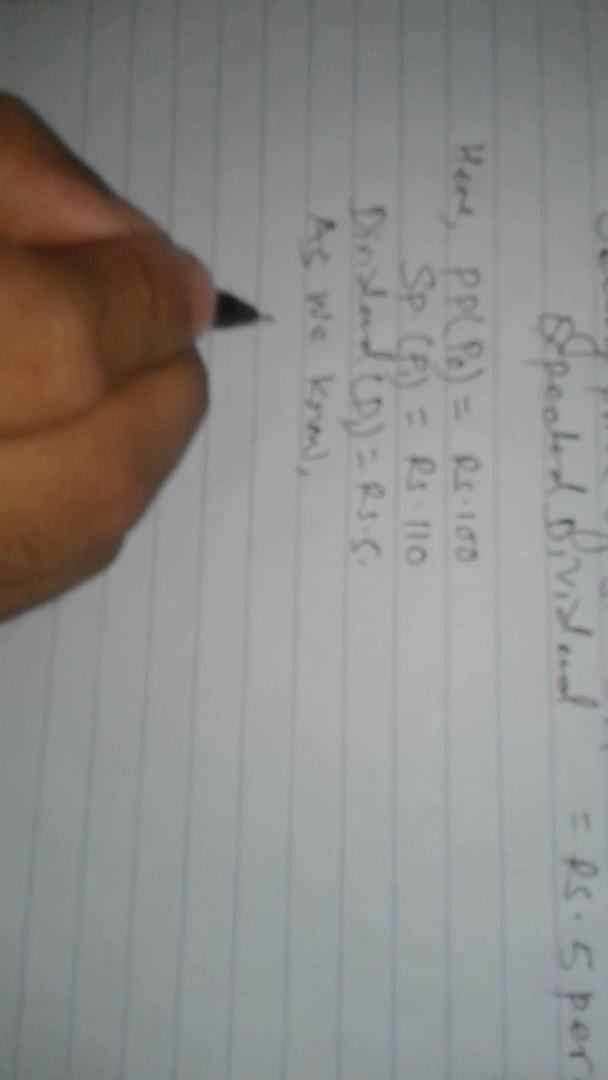 Expected Dividend = Rs. 5 per
Here, PP(P0) = Rs. 100
Sp (P1) = Rs. 110
Dividend (D1) = Rs. 5.
As we know,